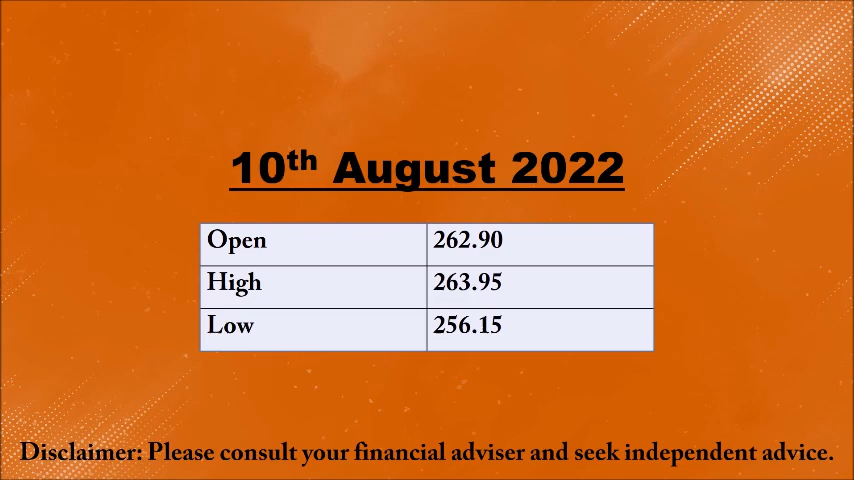 10th August 2022
Open 262.90
High 263.95
Low 256.15
Disclaimer: Please consult your financial adviser and seek independent advice.